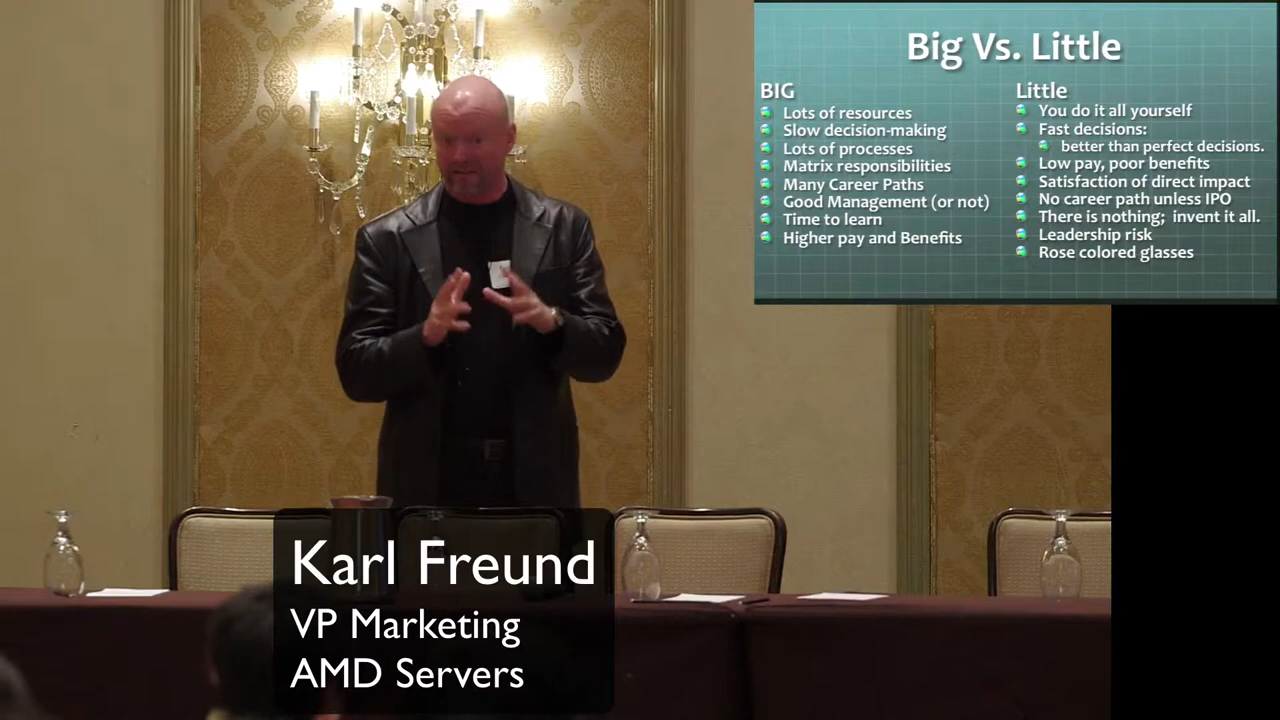 Big Vs. Little
BIG
Lots of resources
Slow decision-making
Lots of processes
Matrix responsibilities
Many Career Paths
Good Management (or not)
Time to learn
Higher pay and Benefits
Little
You do it all yourself
Fast decisions:
better than perfect decisions.
Low pay, poor benefits
Satisfaction of direct impact
No career path unless IPO
There is nothing; invent it all.
Leadership risk
Rose colored glasses
Karl Freund
VP Marketing
AMD Servers